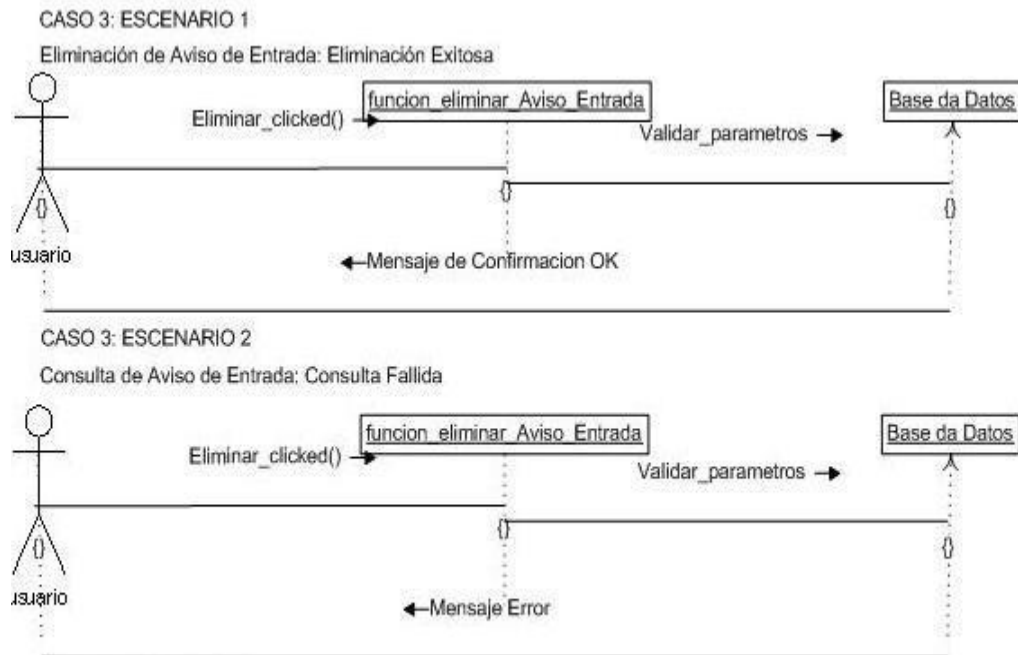 CASO 3: ESCENARIO 1
Eliminación de Aviso de Entrada: Eliminación Exitosa
funcion_eliminar_Aviso_Entrada
Base da Datos
Eliminar_clicked()
Validar_parametros
{}
{}
{}
usuario
Mensaje de Confirmacion OK
CASO 3: ESCENARIO 2
Consulta de Aviso de Entrada: Consulta Fallida
funcion_eliminar_Aviso_Entrada
Base da Datos
Eliminar_clicked()
Validar_parametros
{}
{}
{}
usuario
Mensaje Error